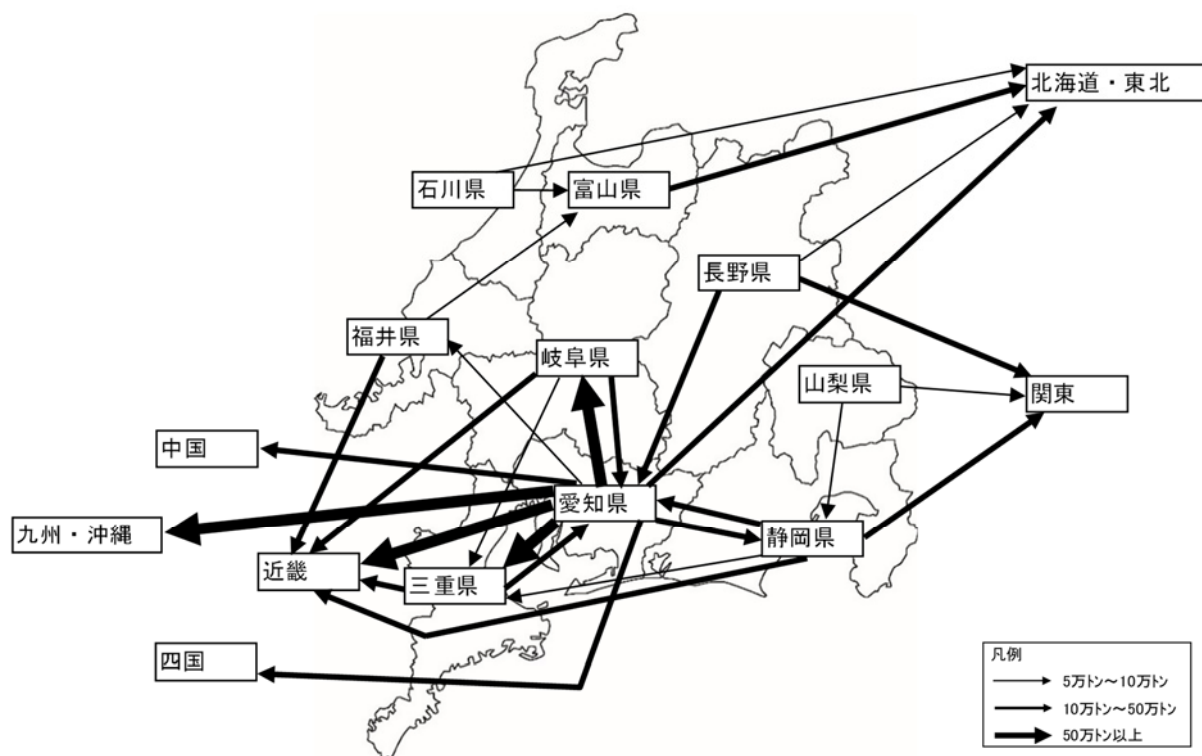 北海道・東北
石川県
富山県
長野県
福井県
岐阜県
山梨県
関東
中国
愛知県
九州・沖縄
静岡県
近畿
三重県
四国
凡例
5万トン～10万トン
10万トン～50万トン
50万トン以上